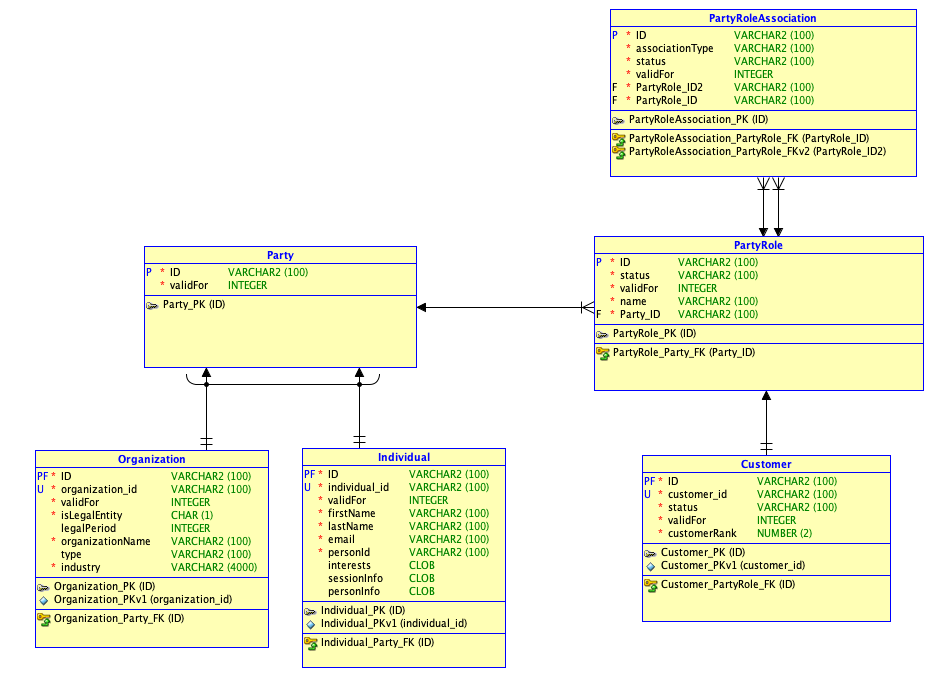 PartyRoleAssociation
P * ID VARCHAR2 (100)
* associationType VARCHAR2 (100)
* status VARCHAR2 (100)
* validFor INTEGER
F * PartyRole_ID2 VARCHAR2 (100)
F * PartyRole_ID VARCHAR2 (100)
PartyRoleAssociation_PK (ID)
PartyRoleAssociation_PartyRole_FK (PartyRole_ID)
PartyRoleAssociation_PartyRole_FKv2 (PartyRole_ID2)
Party
P * ID VARCHAR2 (100)
* validFor INTEGER
Party_PK (ID)
PartyRole
P * ID VARCHAR2 (100)
* status VARCHAR2 (100)
* validFor INTEGER
* name VARCHAR2 (100)
F * Party_ID VARCHAR2 (100)
PartyRole_PK (ID)
PartyRole_Party_FK (Party_ID)
Organization
PF * ID VARCHAR2 (100)
U * organization_id VARCHAR2 (100)
* validFor INTEGER
* isLegalEntity CHAR (1)
legalPeriod INTEGER
* organizationName VARCHAR2 (100)
type VARCHAR2 (100)
* industry VARCHAR2 (4000)
Organization_PK (ID)
Organization_PKv1 (organization_id)
Organization_Party_FK (ID)
Individual
PF * ID VARCHAR2 (100)
U * individual_id VARCHAR2 (100)
* validFor INTEGER
* firstName VARCHAR2 (100)
* lastName VARCHAR2 (100)
* email VARCHAR2 (100)
* personId VARCHAR2 (100)
interests CLOB
sessionInfo CLOB
personInfo CLOB
Individual_PK (ID)
Individual_PKv1 (individual_id)
Individual_Party_FK (ID)
Customer
PF * ID VARCHAR2 (100)
U * customer_id VARCHAR2 (100)
* status VARCHAR2 (100)
* validFor INTEGER
* customerRank NUMBER (2)
Customer_PK (ID)
Customer_PKv1 (customer_id)
Customer_PartyRole_FK (ID)